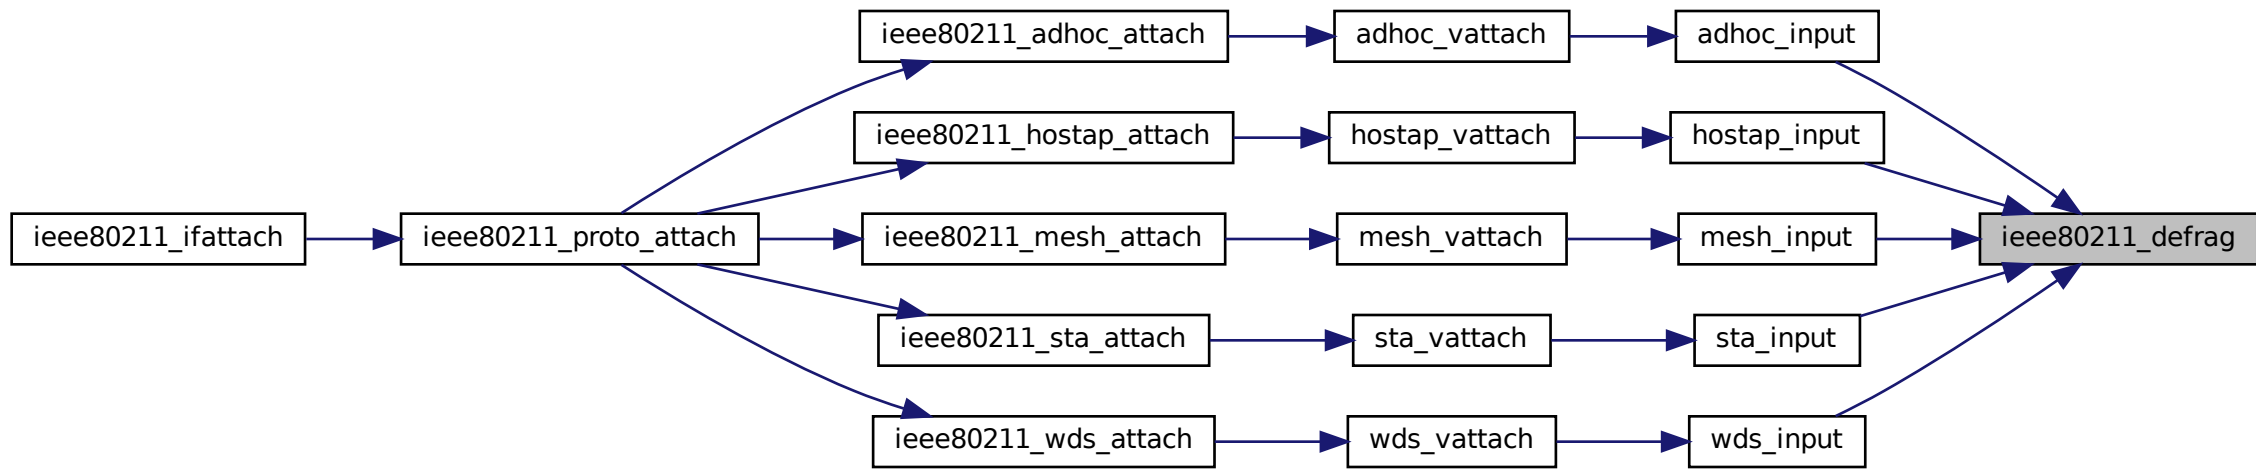 ieee80211_adhoc_attach
adhoc_vattach
adhoc_input
ieee80211_hostap_attach
hostap_vattach
hostap_input
ieee80211_ifattach
ieee80211_proto_attach
ieee80211_mesh_attach
mesh_vattach
mesh_input
ieee80211_defrag
ieee80211_sta_attach
sta_vattach
sta_input
ieee80211_wds_attach
wds_vattach
wds_input